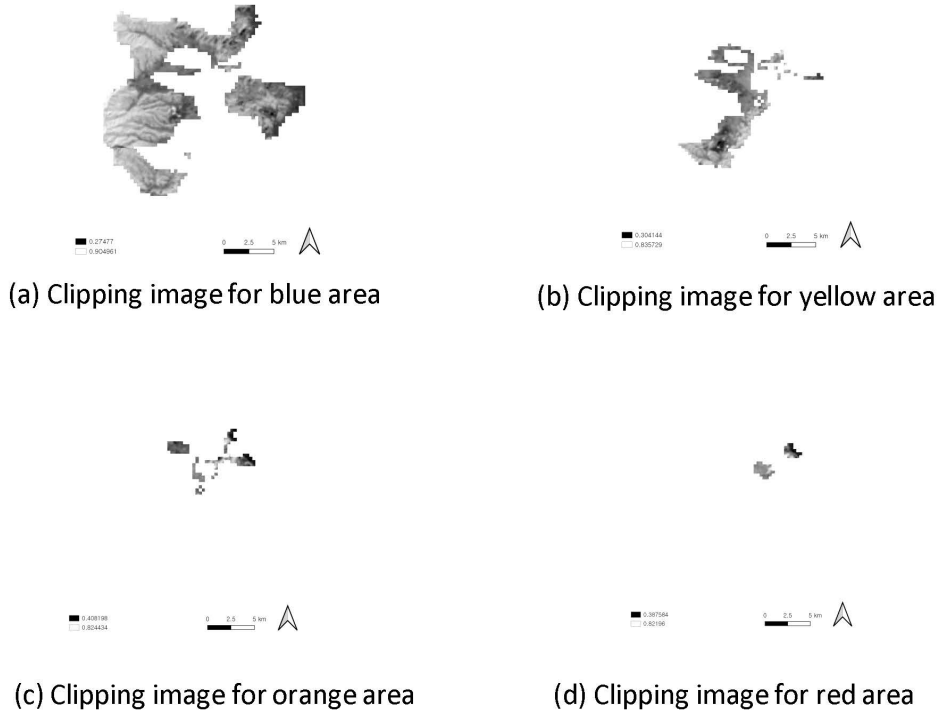 0.27477
0.904961
0 2.5 5 km
(a) Clipping image for blue area
0.304144
0.835729
0 2.5 5 km
(b) Clipping image for yellow area
0.408198
0.824434
0 2.5 5 km
(c) Clipping image for orange area
0.387584
0.82196
0 2.5 5 km
(d) Clipping image for red area